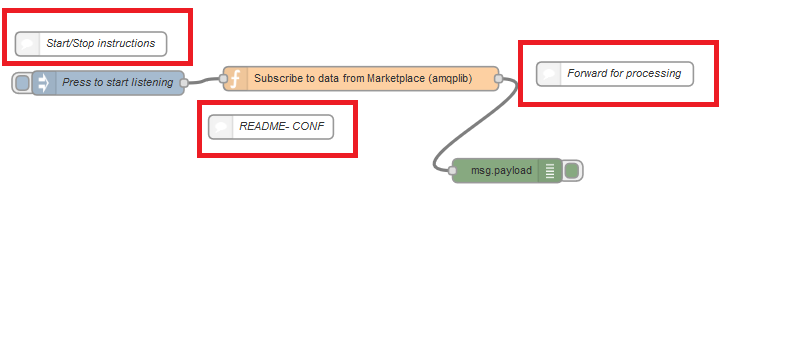 Start/Stop instructions
Press to start listening
Subscribe to data from Marketplace (amqplib)
Forward for processing
README- CONF
msg.payload